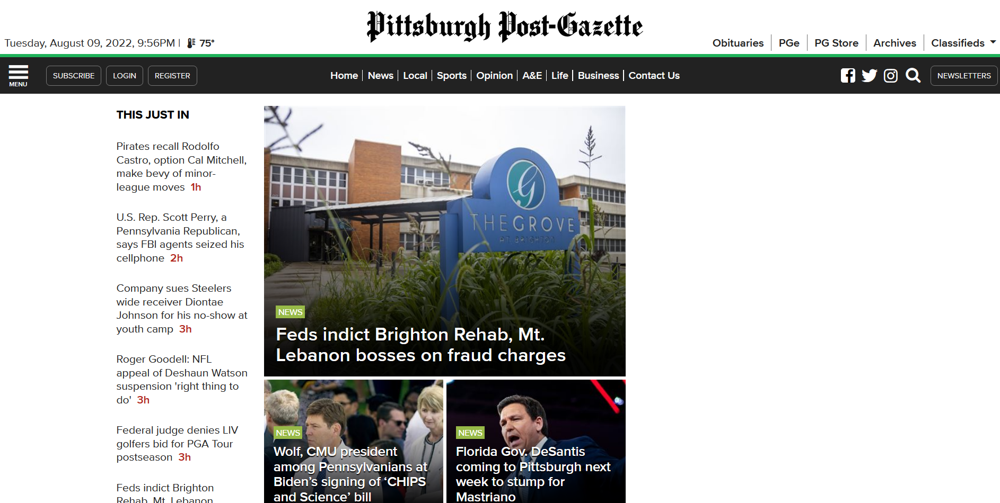 Pittsburgh Post-Gazette
Tuesday, August 09, 2022, 9:56PM | 75°
Obituaries
PGe
PG Store
Archives
Classifieds
MENU
SUBSCRIBE
LOGIN
REGISTER
Home
News
Local
Sports
Opinion
A&E
Life
Business
Contact Us
NEWSLETTERS
THIS JUST IN
Pirates recall Rodolfo
Castro, option Cal Mitchell,
make bevy of minor-
league moves 1h
U.S. Rep. Scott Perry, a
Pennsylvania Republican,
says FBI agents seized his
cellphone 2h
Company sues Steelers
wide receiver Diontae
Johnson for his no-show at
youth camp 3h
Roger Goodell: NFL
appeal of Deshaun Watson
suspension 'right thing to
do' 3h
Federal judge denies LIV
golfers bid for PGA Tour
postseason 3h
Feds indict Brighton
Rehab, Mt. Lebanon
g
THE GROVE
AT BRIGHTON
NEWS
Feds indict Brighton Rehab, Mt.
Lebanon bosses on fraud charges
NEWS
Wolf, CMU president
among Pennsylvanians at
Biden’s signing of ‘CHIPS
and Science’ bill
NEWS
Florida Gov. DeSantis
coming to Pittsburgh next
week to stump for
Mastriano